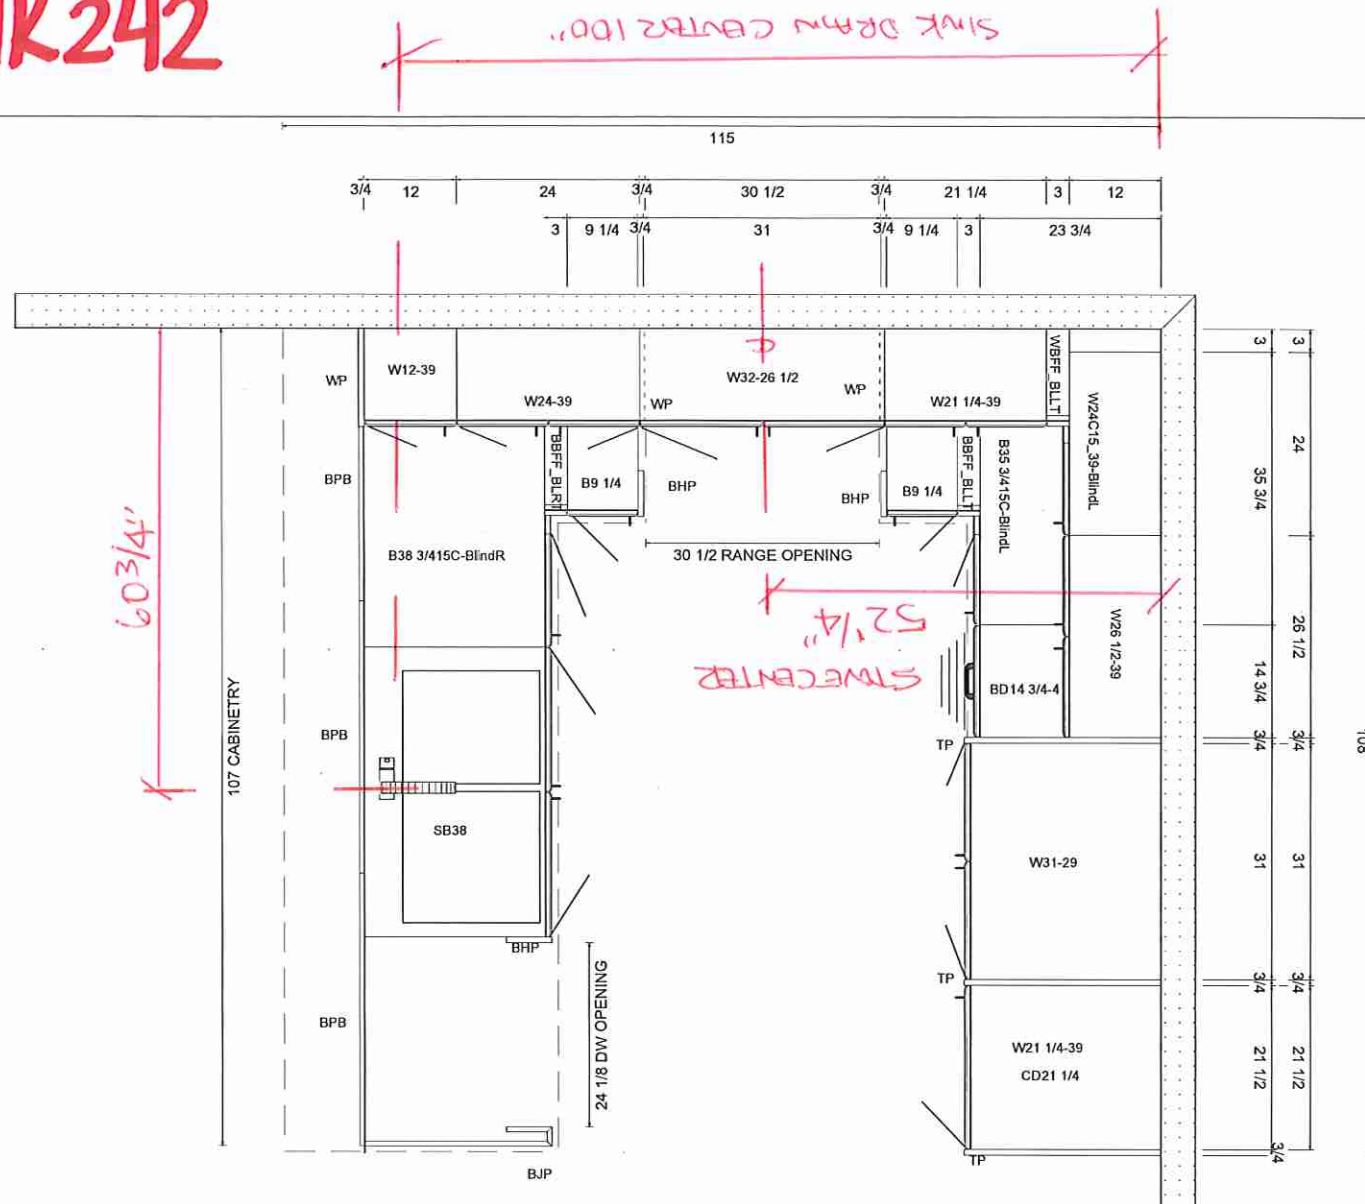 SINK DRAIN CENTER 100"
115
3/4 12 24 3/4 30 1/2 3/4 21 1/4 3 12
3 9 1/4 3/4 31 3/4 9 1/4 3 23 3/4
WP
W12-39
W24-39
WP
W32-26 1/2
WP
W21 1/4-39
WBFF_BLLT
W24C15_39-BlindL
3
3
BPB
BBFF_BLRT
B9 1/4
BHP
BHP
B9 1/4
BBFF_BLLT
B35 3/415C-BlindL
24
35 3/4
B38 3/415C-BlindR
30 1/2 RANGE OPENING
60 3/4"
52 1/4"
STOVE CENTER
W26 1/2-39
26 1/2
14 3/4
BD14 3/4-4
107 CABINETRY
BPB
TP
3/4
3/4
108
SB38
W31-29
31
31
BHP
TP
3/4
3/4
24 1/8 DW OPENING
BPB
W21 1/4-39
CD21 1/4
21 1/2
21 1/2
BJP
TP
3/4